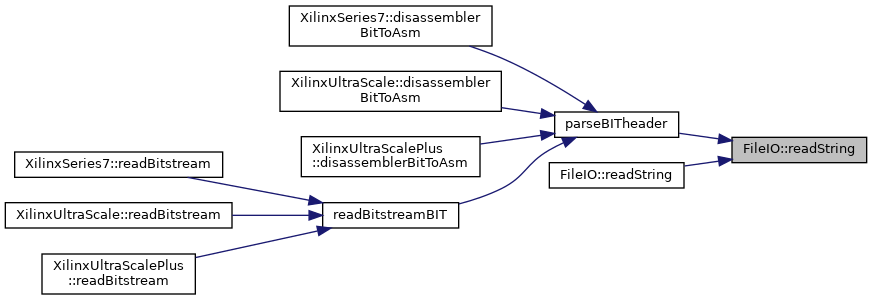 XilinxSeries7::disassembler
BitToAsm
XilinxUltraScale::disassembler
BitToAsm
parseBITheader
XilinxUltraScalePlus
::disassemblerBitToAsm
FileIO::readString
XilinxSeries7::readBitstream
FileIO::readString
XilinxUltraScale::readBitstream
readBitstreamBIT
XilinxUltraScalePlus
::readBitstream